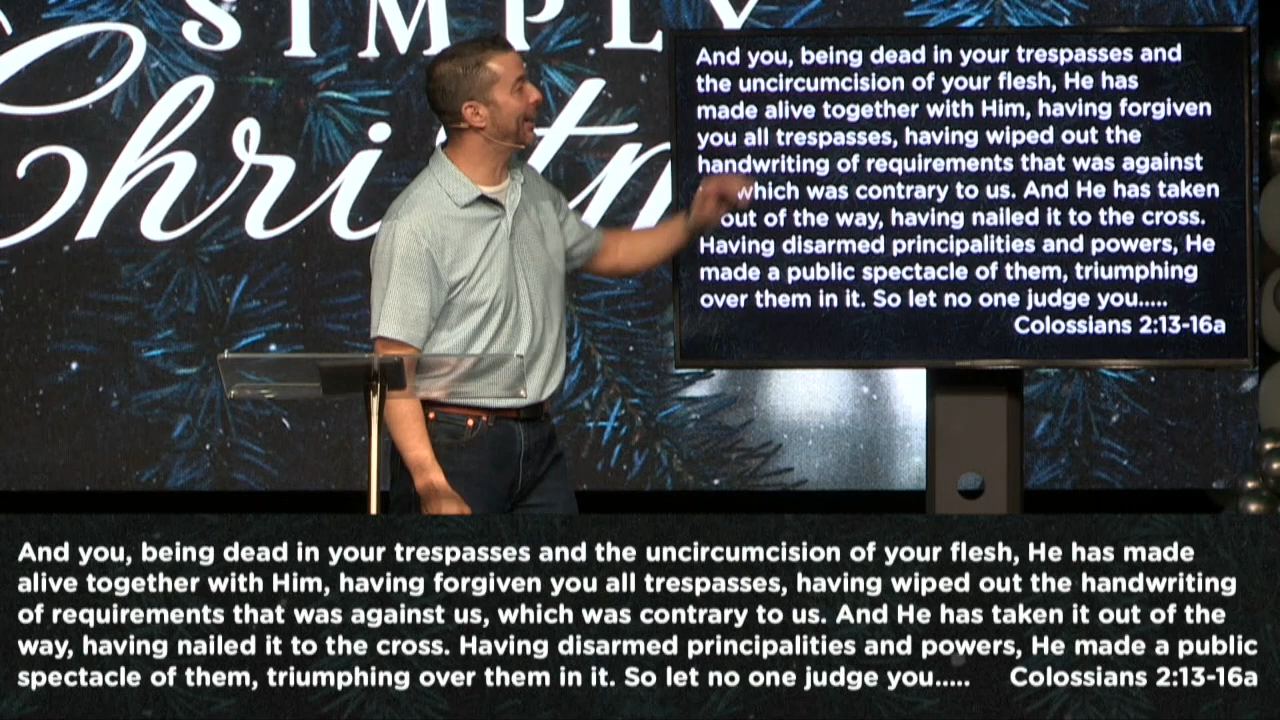 SIMPLY
Christm
And you, being dead in your trespasses and
the uncircumcision of your flesh, He has
made alive together with Him, having forgiven
you all trespasses, having wiped out the
handwriting of requirements that was against
which was contrary to us. And He has taken
out of the way, having nailed it to the cross.
Having disarmed principalities and powers, He
made a public spectacle of them, triumphing
over them in it. So let no one judge you.....
Colossians 2:13-16a
And you, being dead in your trespasses and the uncircumcision of your flesh, He has made
alive together with Him, having forgiven you all trespasses, having wiped out the handwriting
of requirements that was against us, which was contrary to us. And He has taken it out of the
way, having nailed it to the cross. Having disarmed principalities and powers, He made a public
spectacle of them, triumphing over them in it. So let no one judge you..... Colossians 2:13-16a